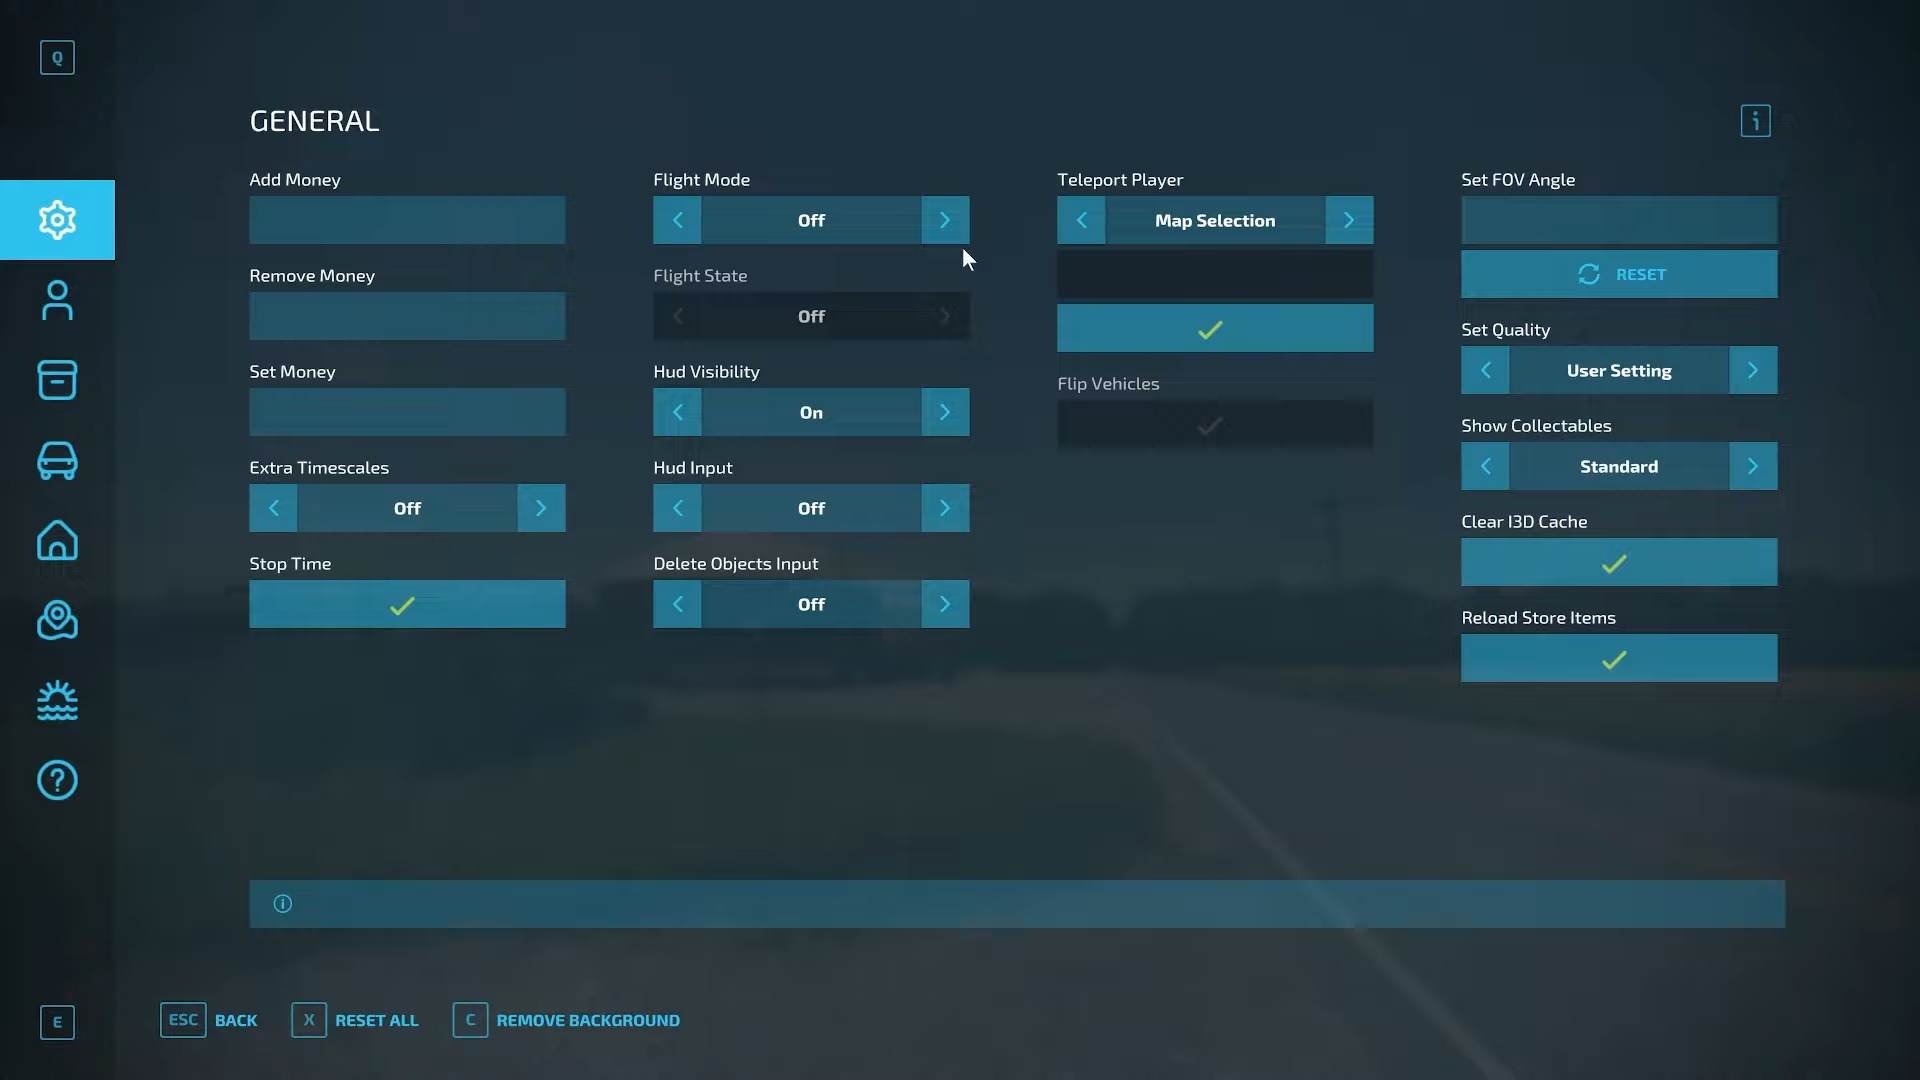 Q
GENERAL
i
Add Money
Remove Money
Set Money
Extra Timescales
Off
Stop Time
Flight Mode
Off
Flight State
Off
Hud Visibility
On
Hud Input
Off
Delete Objects Input
Off
Teleport Player
Map Selection
Flip Vehicles
Set FOV Angle
RESET
Set Quality
User Setting
Show Collectables
Standard
Clear I3D Cache
Reload Store Items
?
i
E
ESC BACK X RESET ALL C REMOVE BACKGROUND